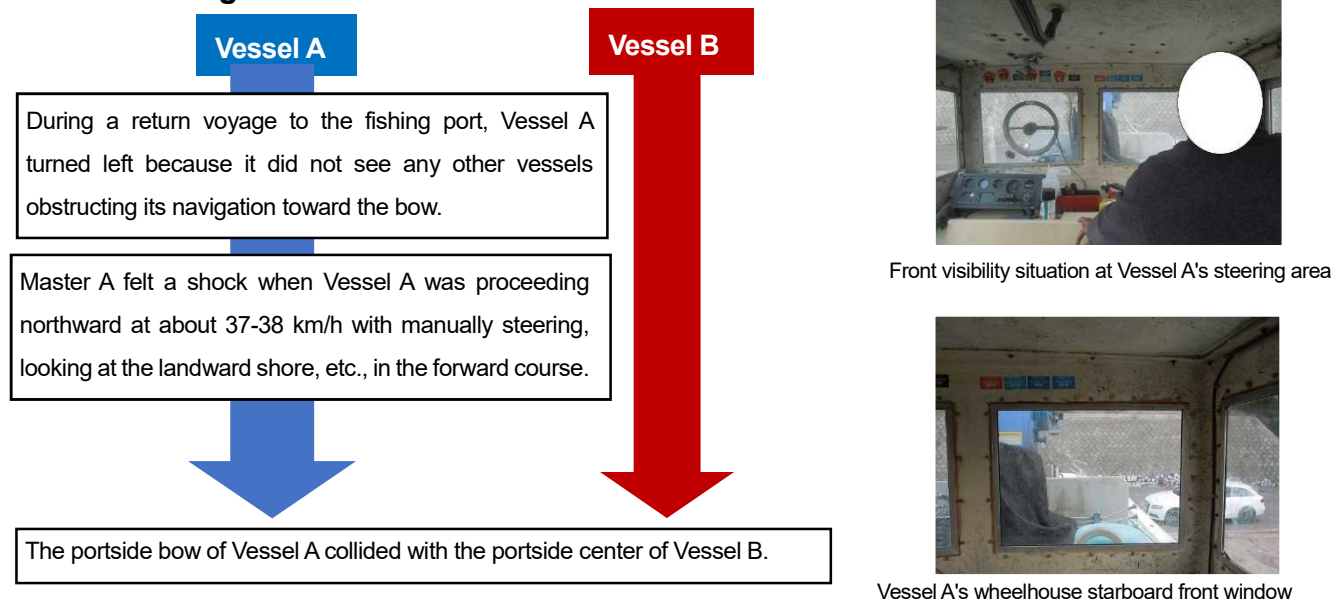 Vessel A
Vessel B
During a return voyage to the fishing port, Vessel A
turned left because it did not see any other vessels
obstructing its navigation toward the bow.
Master A felt a shock when Vessel A was proceeding
northward at about 37-38 km/h with manually steering,
looking at the landward shore, etc., in the forward course.
The portside bow of Vessel A collided with the portside center of Vessel B.
Front visibility situation at Vessel A's steering area
Vessel A's wheelhouse starboard front window